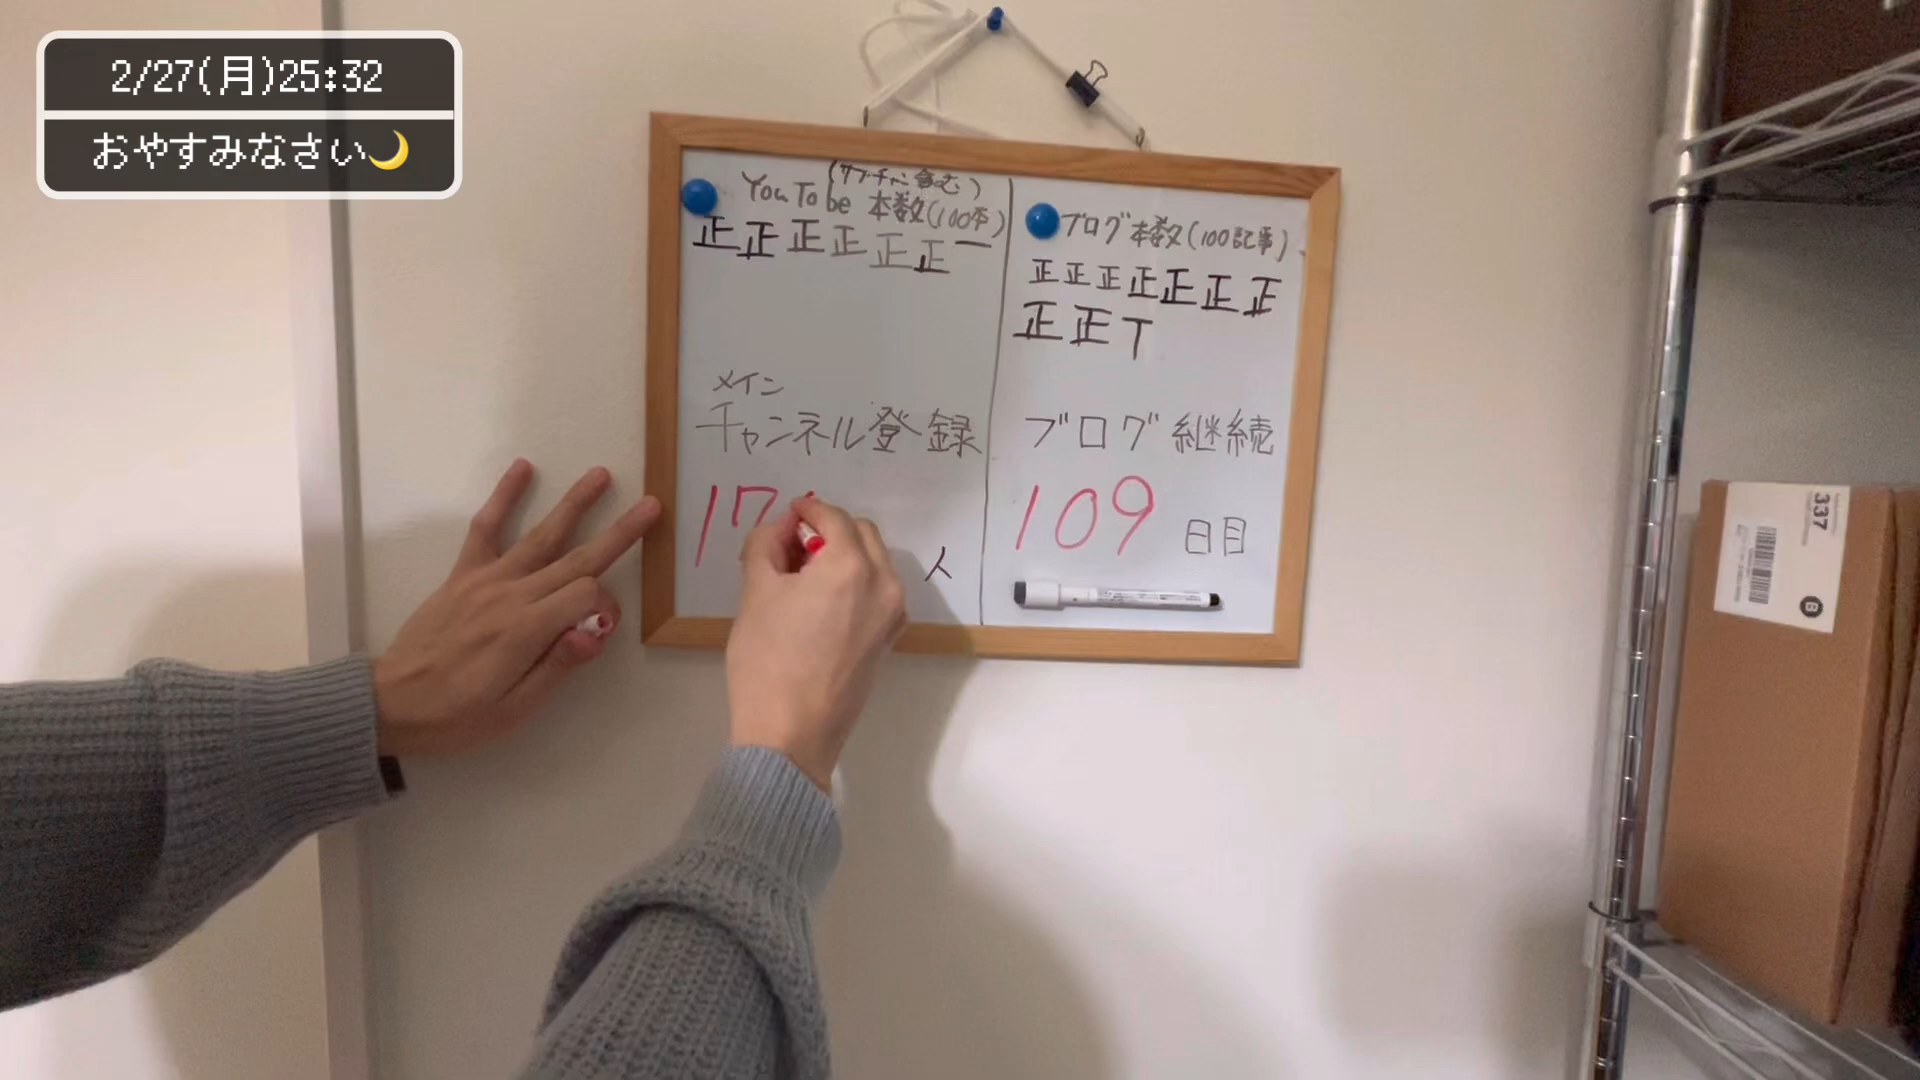 2/27(月)25:32
おやすみなさい🌙
(サブチャン含む)
YouTobe 本数(100本)
正正正正正正一
メイン
チャンネル登録
17
人
ブログ本数(100記事)
正正正正正正正
正正T
ブログ継続
109 日目
337
B